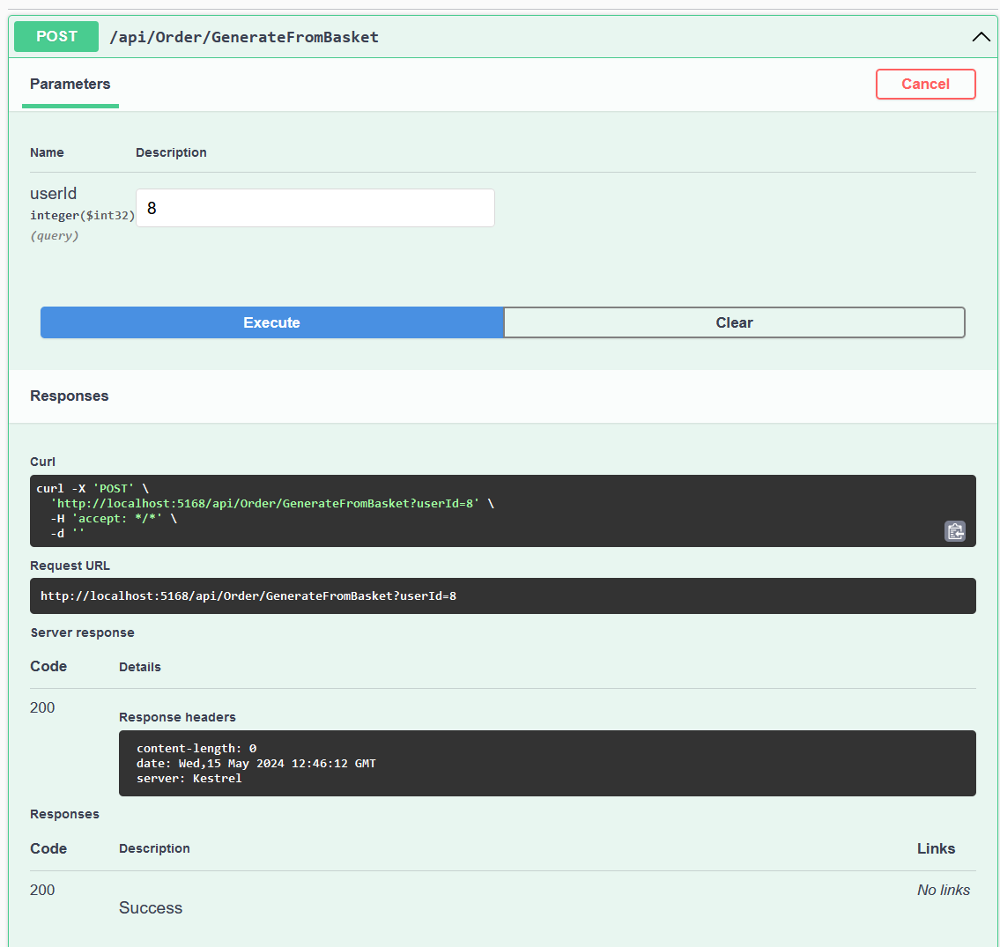 POST /api/Order/GenerateFromBasket
Parameters
Cancel
Name Description
userId
integer($int32)
(query)
8
Execute Clear
Responses
Curl
curl -X 'POST' \
'http://localhost:5168/api/Order/GenerateFromBasket?userId=8' \
-H 'accept: */*' \
-d ''
Request URL
http://localhost:5168/api/Order/GenerateFromBasket?userId=8
Server response
Code Details
200
Response headers
content-length: 0
date: Wed,15 May 2024 12:46:12 GMT
server: Kestrel
Responses
Code Description Links
200 No links
Success